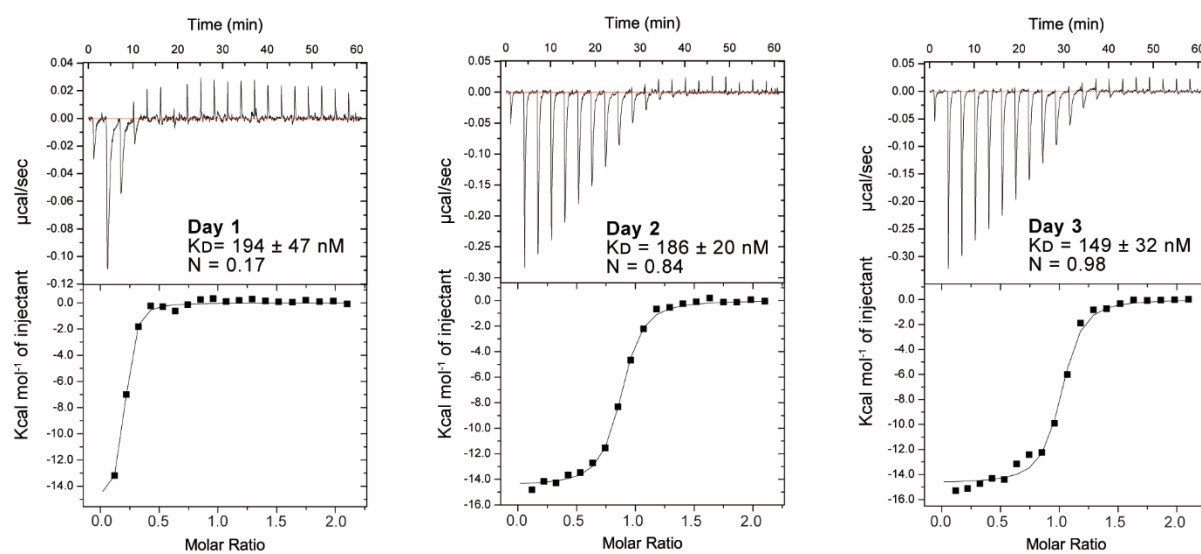 Time (min)
0 10 20 30 40 50 60
0.04
0.02
0.00
-0.02
-0.04
-0.06
-0.08
-0.10
-0.12
µcal/sec
Day 1
KD= 194 ± 47 nM
N = 0.17
0.0
-2.0
-4.0
-6.0
-8.0
-10.0
-12.0
-14.0
Kcal mol⁻¹ of injectant
0.0 0.5 1.0 1.5 2.0
Molar Ratio
Time (min)
0 10 20 30 40 50 60
0.05
0.00
-0.05
-0.10
-0.15
-0.20
-0.25
-0.30
µcal/sec
Day 2
KD = 186 ± 20 nM
N = 0.84
0.0
-2.0
-4.0
-6.0
-8.0
-10.0
-12.0
-14.0
-16.0
Kcal mol⁻¹ of injectant
0.0 0.5 1.0 1.5 2.0
Molar Ratio
Time (min)
0 10 20 30 40 50 60
0.05
0.00
-0.05
-0.10
-0.15
-0.20
-0.25
-0.30
µcal/sec
Day 3
KD = 149 ± 32 nM
N = 0.98
0.0
-2.0
-4.0
-6.0
-8.0
-10.0
-12.0
-14.0
-16.0
Kcal mol⁻¹ of injectant
0.0 0.5 1.0 1.5 2.0
Molar Ratio